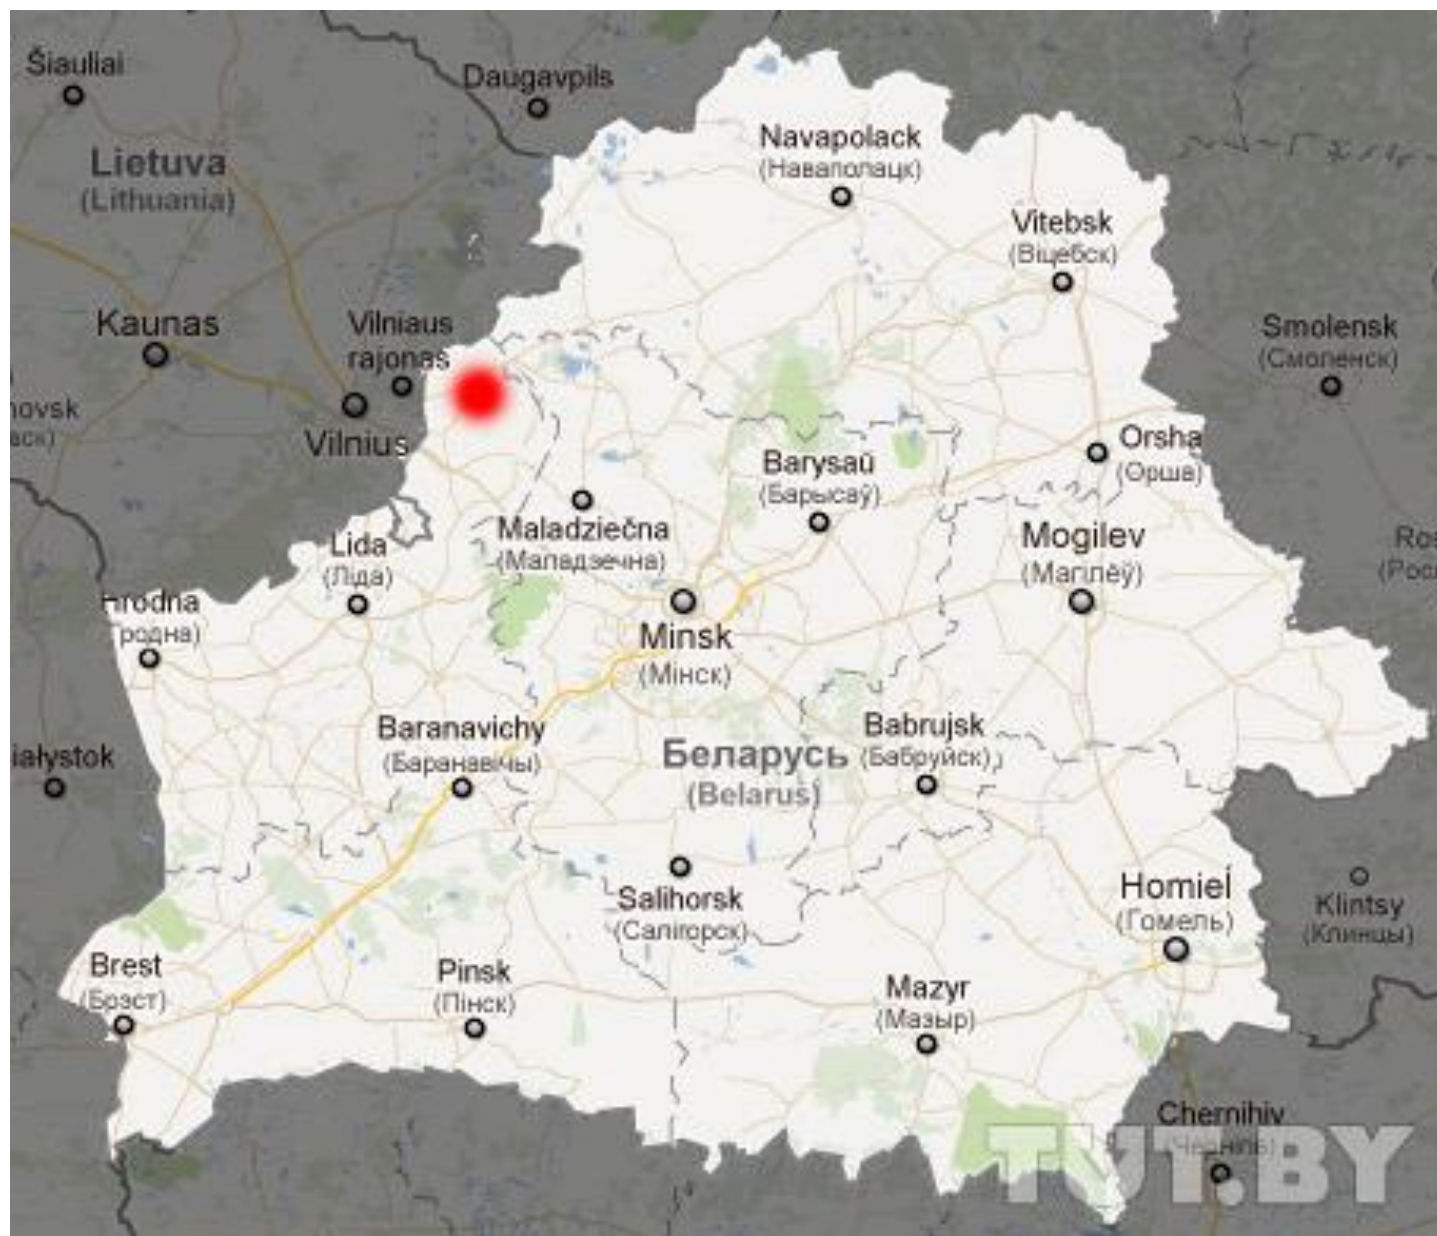 Šiauliai
Daugavpils
Navapolack
(Наваполацк)
Lietuva
(Lithuania)
Vitebsk
(Віцебск)
Kaunas
Vilniaus
rajonas
Smolensk
(Смоленск)
Vilnius
Orsha
(Орша)
Barysaŭ
(Барысаў)
Maladziečna
(Маладзечна)
Mogilev
(Магілёў)
Lida
(Ліда)
Hrodna
Minsk
(Мінск)
Baranavichy
(Баранавічы)
Babrujsk
(Бабруйск)
Беларусь
(Belarus)
Salihorsk
(Салігорск)
Homieĺ
(Гомель)
Klintsy
(Клинцы)
Brest
(Брэст)
Pinsk
(Пінск)
Mazyr
(Мазыр)
Chernihiv
TUT.BY